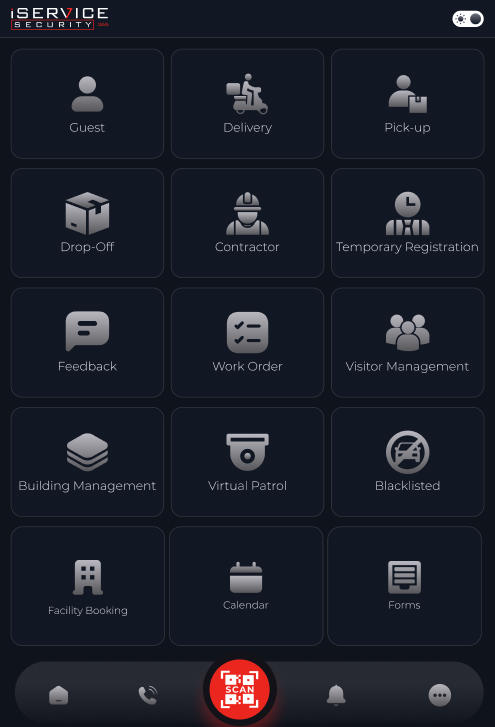 iSERVICE
SECURITY
Guest
Delivery
Pick-up
Drop-Off
Contractor
Temporary Registration
Feedback
Work Order
Visitor Management
Building Management
Virtual Patrol
Blacklisted
Facility Booking
Calendar
Forms
SCAN